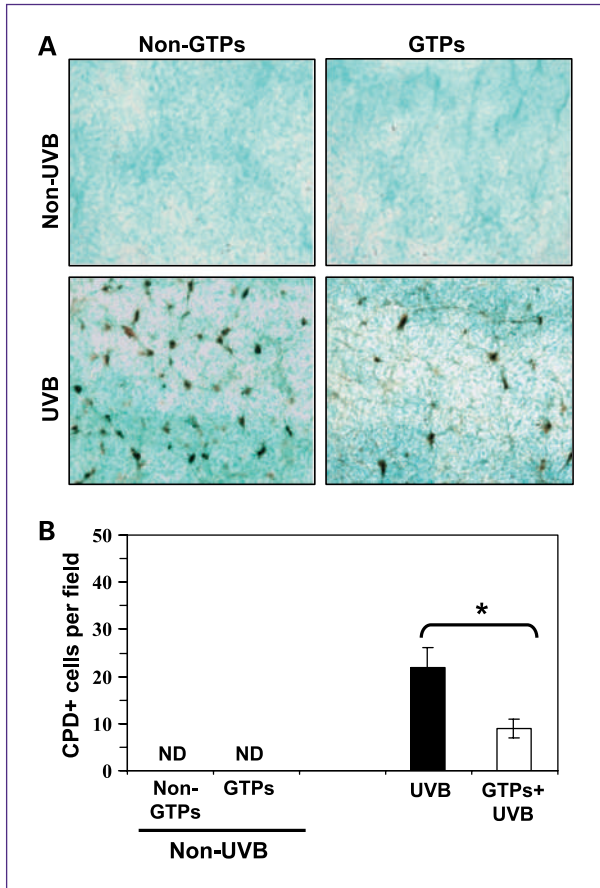 A
Non-GTPs GTPs
Non-UVB
UVB
B
CPD+ cells per field
50
40
30
20
10
0
*
ND ND
Non-GTPs GTPs UVB GTPs+ UVB
Non-UVB